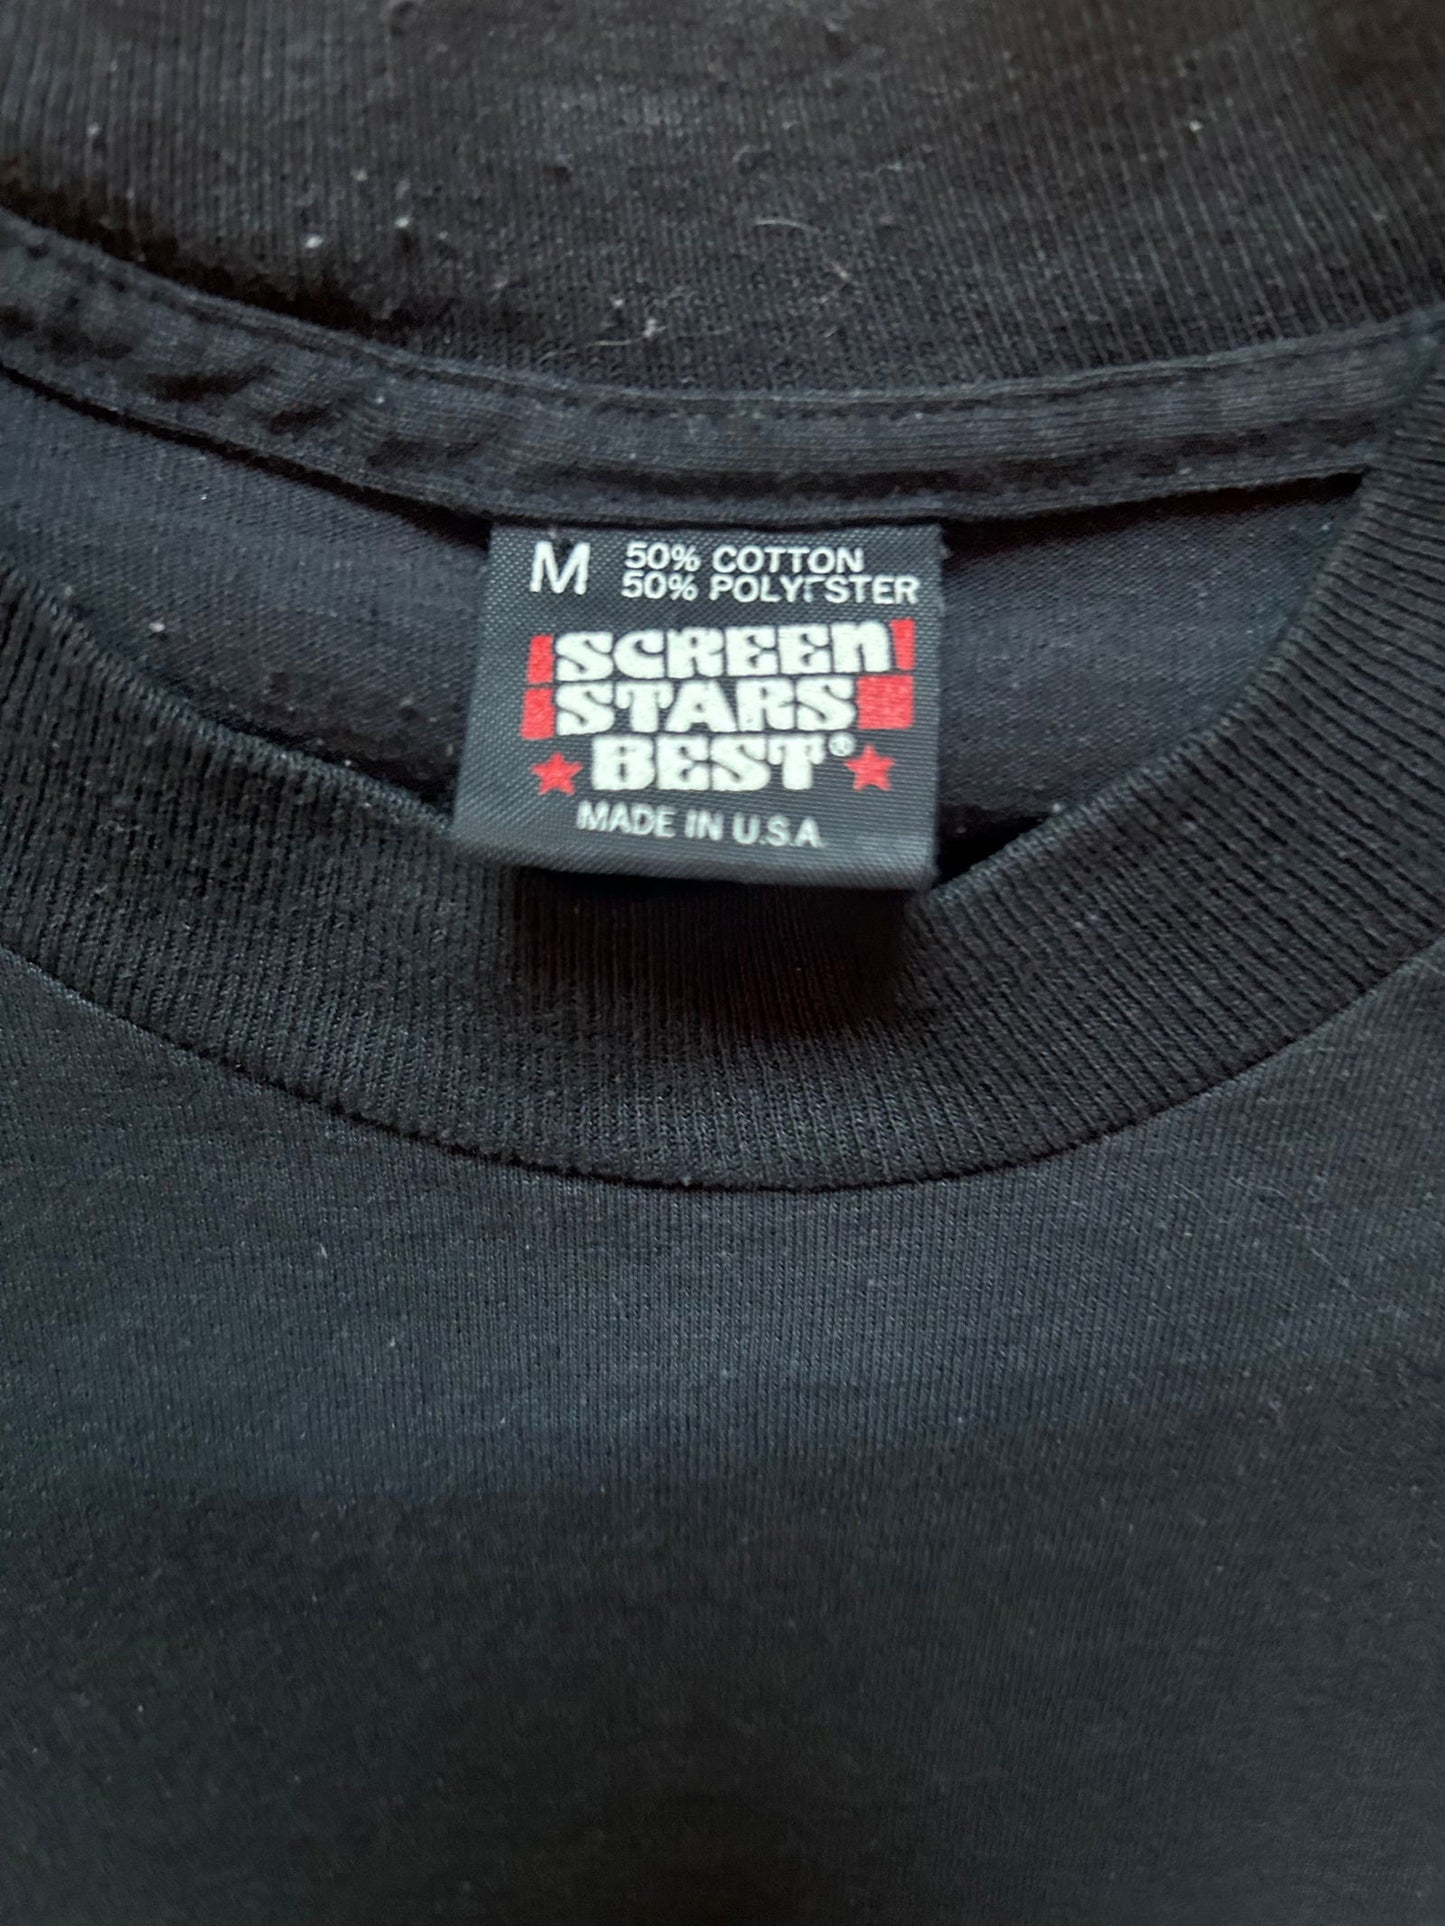 M 50% COTTON
50% POLYESTER
SCREEN
STARS
BEST®
MADE IN U.S.A.